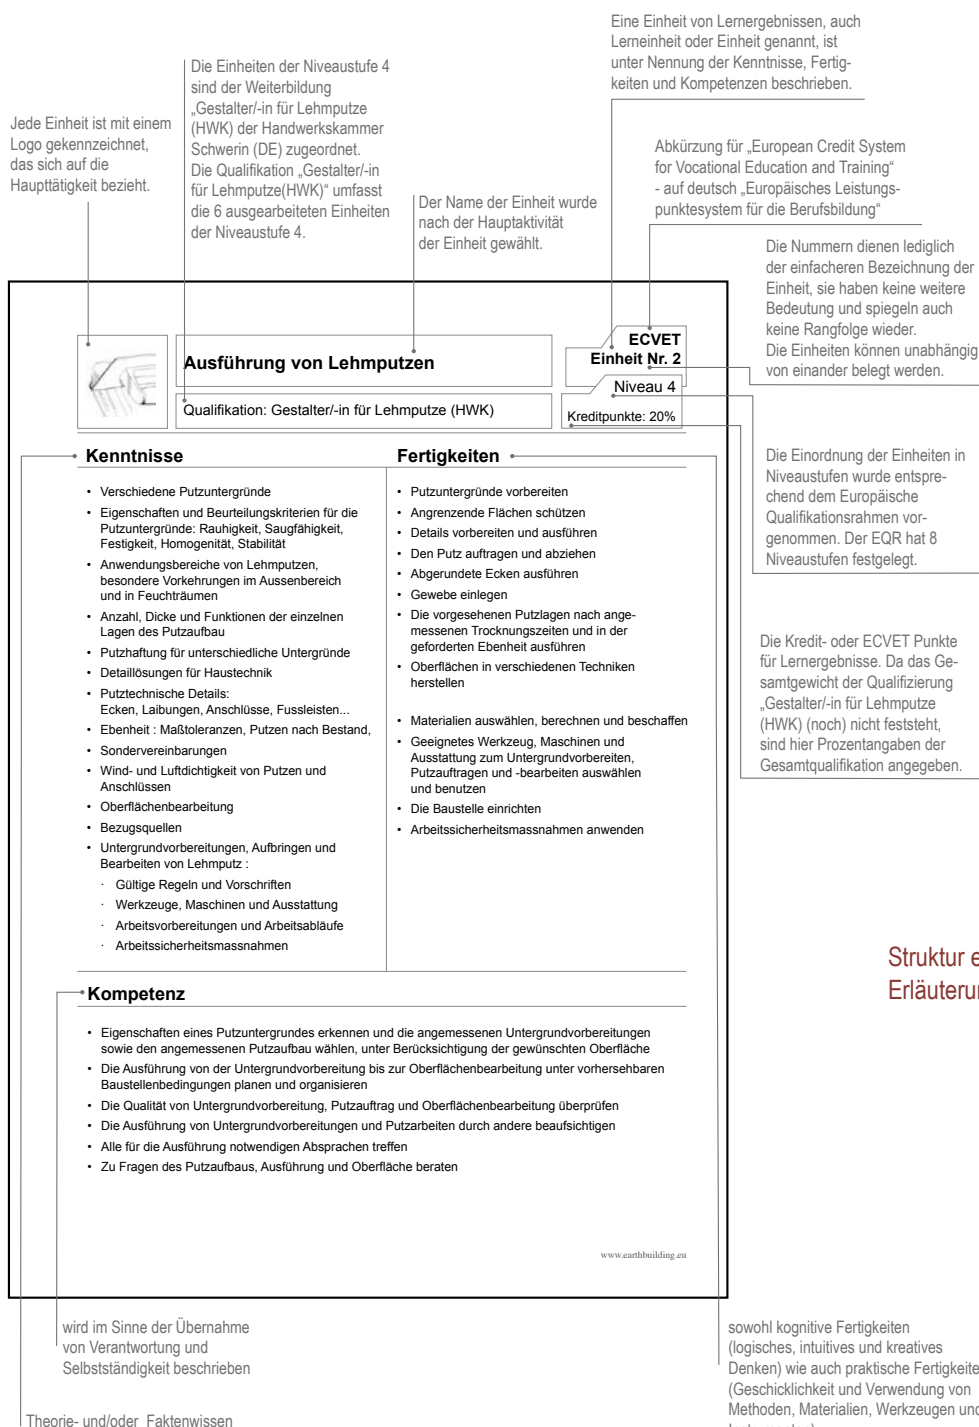 Eine Einheit von Lernergebnissen, auch
Lerneinheit oder Einheit genannt, ist
unter Nennung der Kenntnisse, Fertig-
keiten und Kompetenzen beschrieben.
Die Einheiten der Niveaustufe 4
sind der Weiterbildung
„Gestalter/-in für Lehmputze
(HWK) der Handwerkskammer
Schwerin (DE) zugeordnet.
Die Qualifikation „Gestalter/-in
für Lehmputze(HWK)“ umfasst
die 6 ausgearbeiteten Einheiten
der Niveaustufe 4.
Jede Einheit ist mit einem
Logo gekennzeichnet,
das sich auf die
Haupttätigkeit bezieht.
Der Name der Einheit wurde
nach der Hauptaktivität
der Einheit gewählt.
Abkürzung für „European Credit System
for Vocational Education and Training“
- auf deutsch „Europäisches Leistungs-
punktesystem für die Berufsbildung“
Die Nummern dienen lediglich
der einfacheren Bezeichnung der
Einheit, sie haben keine weitere
Bedeutung und spiegeln auch
keine Rangfolge wieder.
Die Einheiten können unabhängig
von einander belegt werden.
Ausführung von Lehmputzen
Qualifikation: Gestalter/-in für Lehmputze (HWK)
ECVET
Einheit Nr. 2
Niveau 4
Kreditpunkte: 20%
Die Einordnung der Einheiten in
Niveaustufen wurde entspre-
chend dem Europäische
Qualifikationsrahmen vor-
genommen. Der EQR hat 8
Niveaustufen festgelegt.
Die Kredit- oder ECVET Punkte
für Lernergebnisse. Da das Ge-
samtgewicht der Qualifizierung
„Gestalter/-in für Lehmputze
(HWK) (noch) nicht feststeht,
sind hier Prozentangaben der
Gesamtqualifikation angegeben.
Kenntnisse
• Verschiedene Putzuntergründe
• Eigenschaften und Beurteilungskriterien für die
Putzuntergründe: Rauhigkeit, Saugfähigkeit,
Festigkeit, Homogenität, Stabilität
• Anwendungsbereiche von Lehmputzen,
besondere Vorkehrungen im Aussenbereich
und in Feuchträumen
• Anzahl, Dicke und Funktionen der einzelnen
Lagen des Putzaufbau
• Putzhaftung für unterschiedliche Untergründe
• Detaillösungen für Haustechnik
• Putztechnische Details:
Ecken, Laibungen, Anschlüsse, Fussleisten...
• Ebenheit : Maßtoleranzen, Putzen nach Bestand,
• Sondervereinbarungen
• Wind- und Luftdichtigkeit von Putzen und
Anschlüssen
• Oberflächenbearbeitung
• Bezugsquellen
• Untergrundvorbereitungen, Aufbringen und
Bearbeiten von Lehmputz :
· Gültige Regeln und Vorschriften
· Werkzeuge, Maschinen und Ausstattung
· Arbeitsvorbereitungen und Arbeitsabläufe
· Arbeitssicherheitsmassnahmen
Fertigkeiten
• Putzuntergründe vorbereiten
• Angrenzende Flächen schützen
• Details vorbereiten und ausführen
• Den Putz auftragen und abziehen
• Abgerundete Ecken ausführen
• Gewebe einlegen
• Die vorgesehenen Putzlagen nach ange-
messenen Trocknungszeiten und in der
geforderten Ebenheit ausführen
• Oberflächen in verschiedenen Techniken
herstellen
• Materialien auswählen, berechnen und beschaffen
• Geeignetes Werkzeug, Maschinen und
Ausstattung zum Untergrundvorbereiten,
Putzauftragen und -bearbeiten auswählen
und benutzen
• Die Baustelle einrichten
• Arbeitssicherheitsmassnahmen anwenden
Struktur
Kompetenz
• Eigenschaften eines Putzuntergrundes erkennen und die angemessenen Untergrundvorbereitungen
sowie den angemessenen Putzaufbau wählen, unter Berücksichtigung der gewünschten Oberfläche
• Die Ausführung von der Untergrundvorbereitung bis zur Oberflächenbearbeitung unter vorhersehbaren
Baustellenbedingungen planen und organisieren
• Die Qualität von Untergrundvorbereitung, Putzauftrag und Oberflächenbearbeitung überprüfen
• Die Ausführung von Untergrundvorbereitungen und Putzarbeiten durch andere beaufsichtigen
• Alle für die Ausführung notwendigen Absprachen treffen
• Zu Fragen des Putzaufbaus, Ausführung und Oberfläche beraten
www.earthbuilding.eu
wird im Sinne der Übernahme
von Verantwortung und
Selbstständigkeit beschrieben
Theorie- und/oder Faktenwissen
sowohl kognitive Fertigkeiten
(logisches, intuitives und kreatives
Denken) wie auch praktische
(Geschicklichkeit und Verwendung von
Methoden, Materialien, Werkzeugen